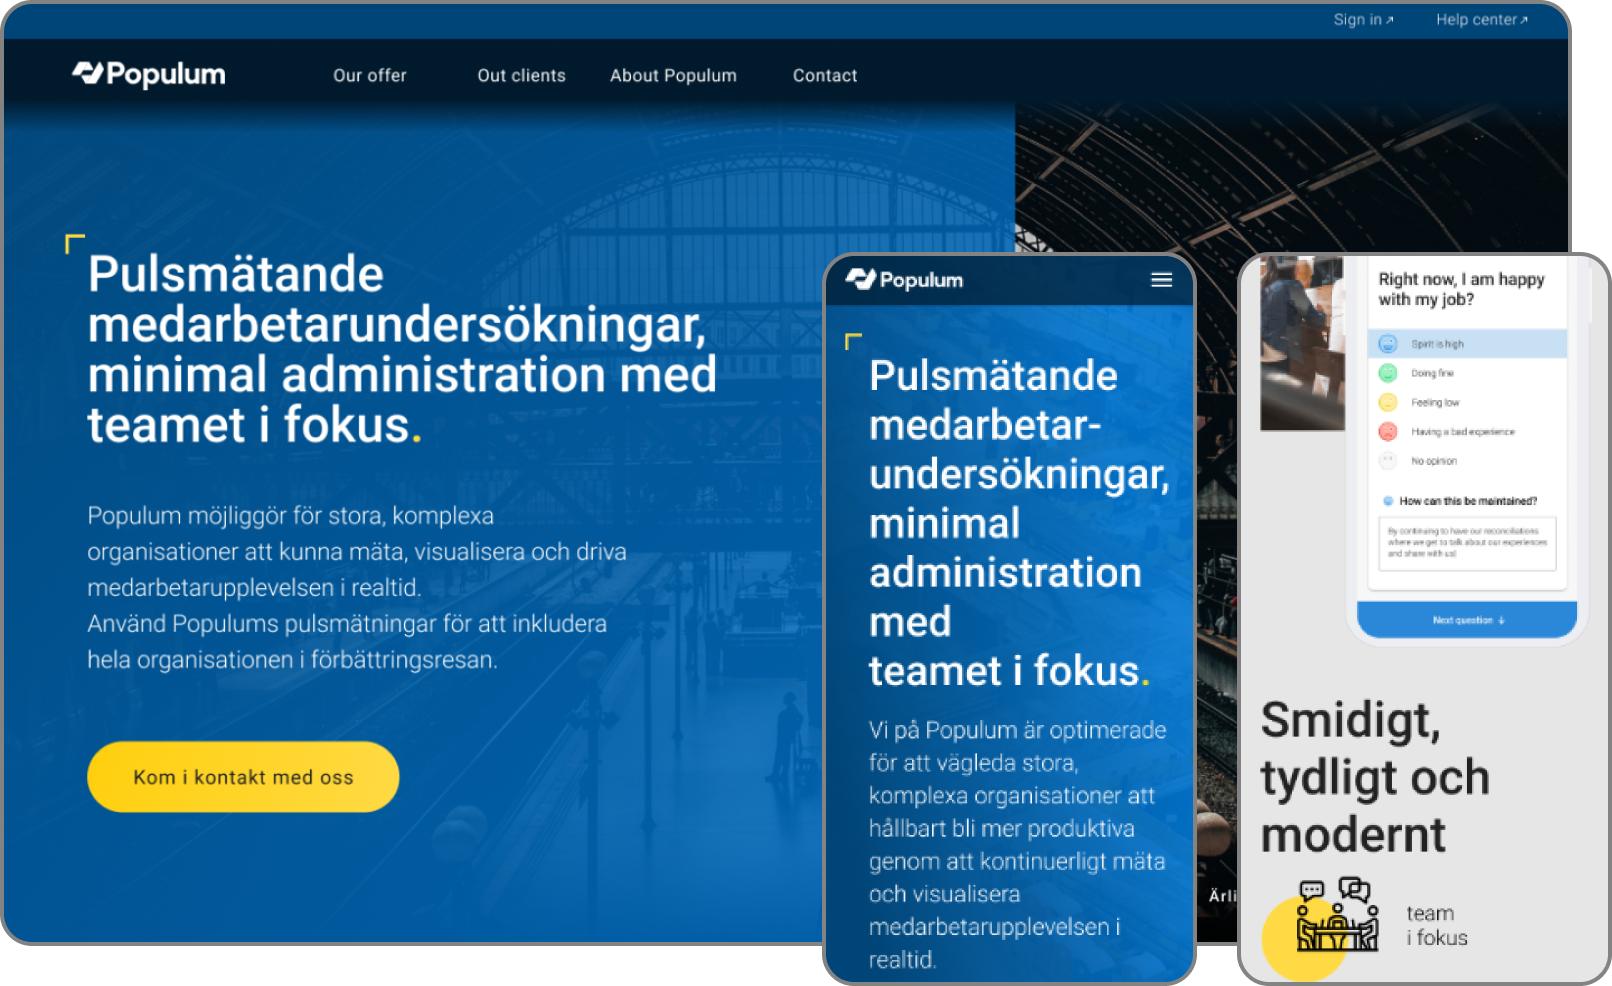 Sign in
Help center
Populum
Our offer
Out clients
About Populum
Contact
Pulsmätande
medarbetarundersökningar,
minimal administration med
teamet i fokus.
Populum möjliggör för stora, komplexa
organisationer att kunna mäta, visualisera och driva
medarbetarupplevelsen i realtid.
Använd Populums pulsmätningar för att inkludera
hela organisationen i förbättringsresan.
Kom i kontakt med oss
Populum
Pulsmätande
medarbetar-
undersökningar,
minimal
administration
med
teamet i fokus.
Vi på Populum är optimerade
för att vägleda stora,
komplexa organisationer att
hållbart bli mer produktiva
genom att kontinuerligt mäta
och visualisera
medarbetarupplevelsen i
realtid.
Ärli
Right now, I am happy
with my job?
Spirit is high
Doing fine
Feeling low
Having a bad experience
No opinion
How can this be maintained?
By continuing to have our reconciliations
where we get to talk about our experiences
and share with us!
Next question ↓
Smidigt,
tydligt och
modernt
team
i fokus